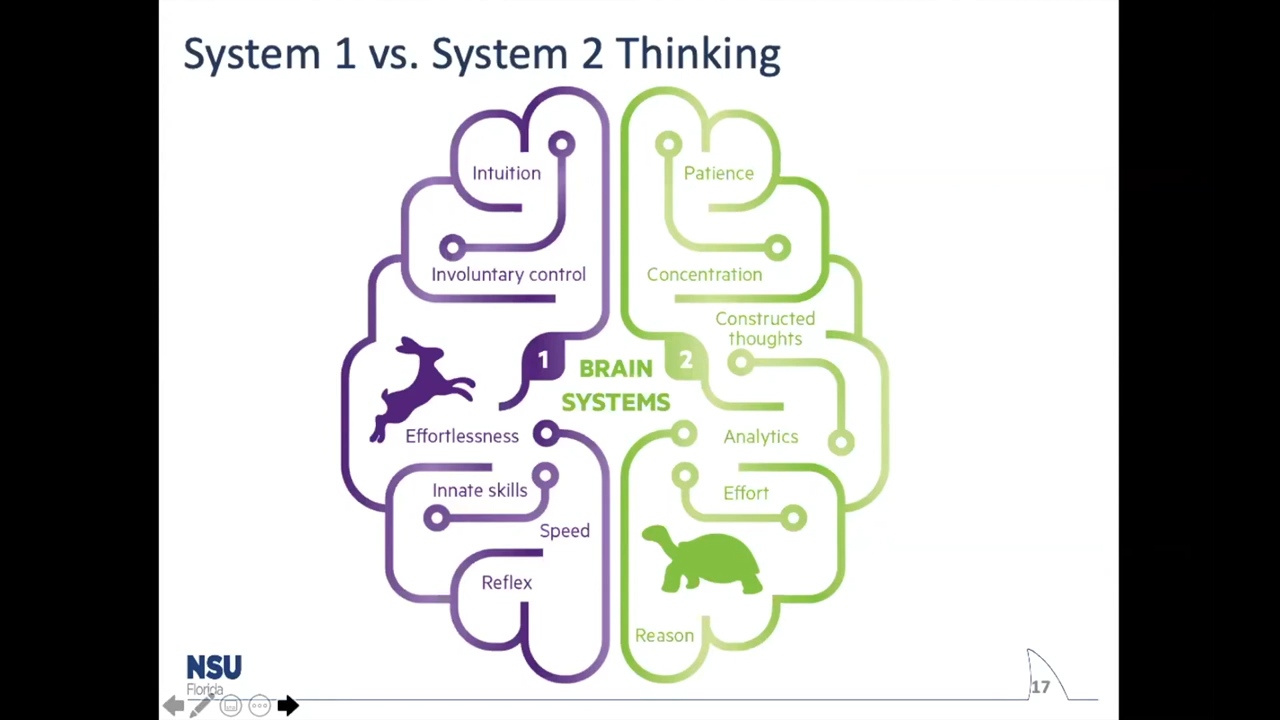 System 1 vs. System 2 Thinking
Intuition
Involuntary control
1
Effortlessness
Innate skills
Speed
Reflex
BRAIN
SYSTEMS
2
Patience
Concentration
Constructed
thoughts
Analytics
Effort
Reason
NSU
Florida
17